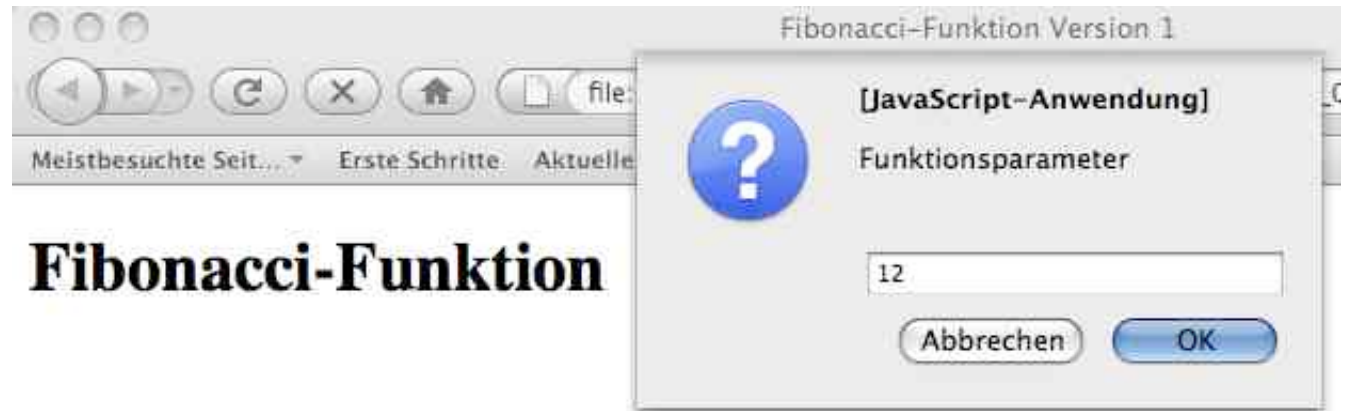 Fibonacci-Funktion Version 1
file:
[JavaScript-Anwendung]
Meistbesuchte Seit... Erste Schritte Aktuelle
Funktionsparameter
Fibonacci-Funktion
12
Abbrechen OK